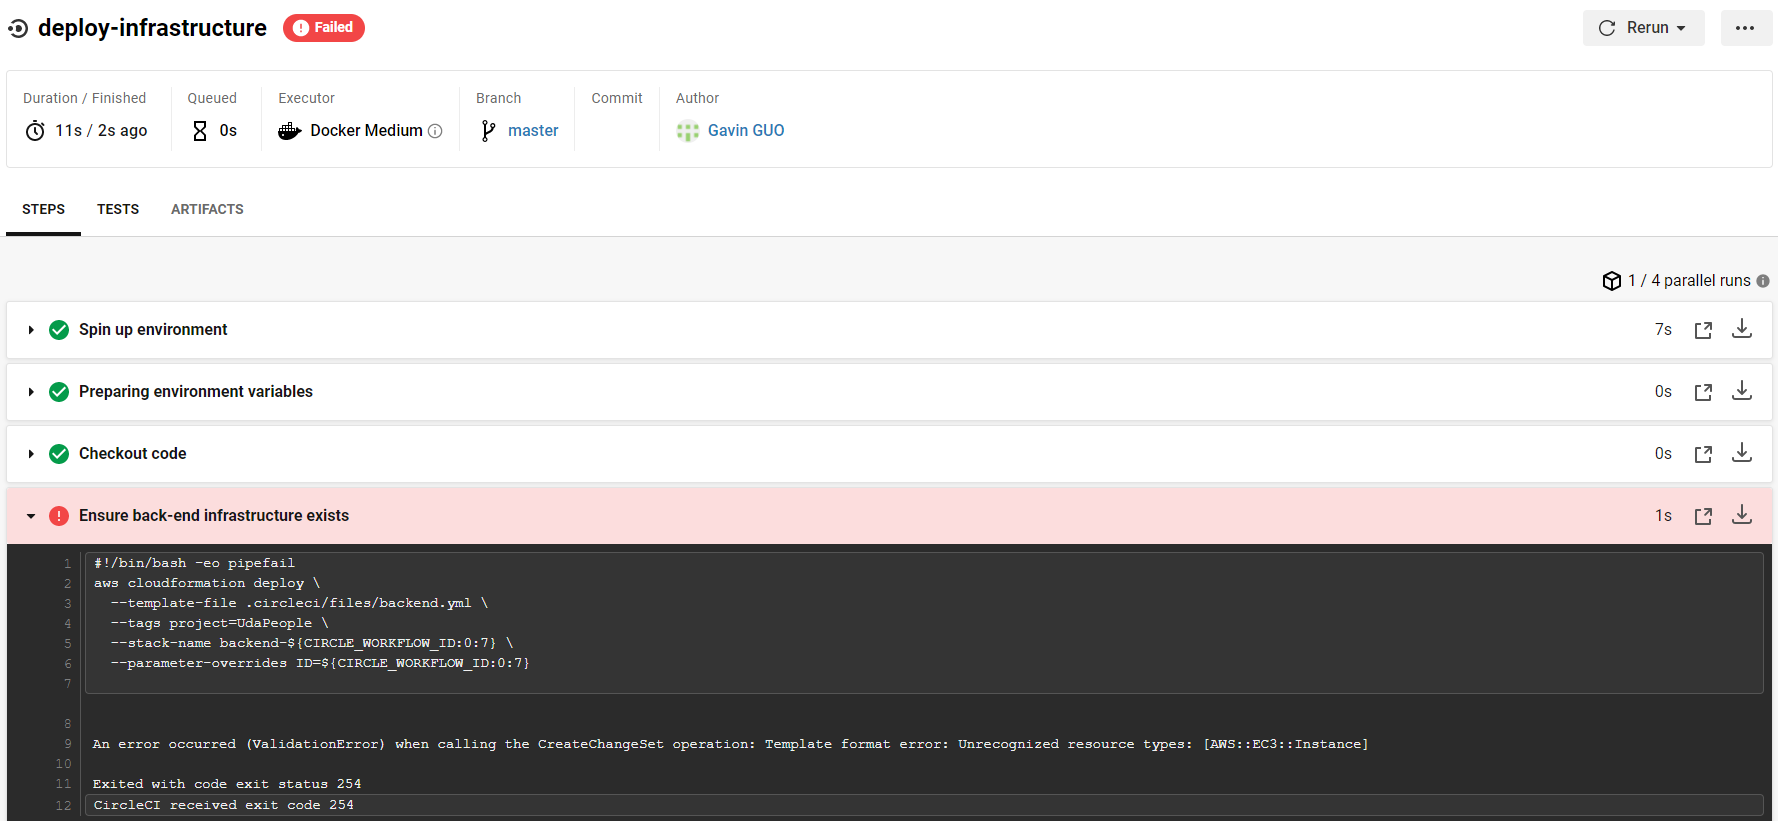 deploy-infrastructure
Failed
Rerun
Duration / Finished
Queued
Executor
Branch
Commit
Author
11s / 2s ago
0s
Docker Medium
master
Gavin GUO
STEPS
TESTS
ARTIFACTS
1 / 4 parallel runs
Spin up environment
7s
Preparing environment variables
0s
Checkout code
0s
Ensure back-end infrastructure exists
1s
1 #!/bin/bash -eo pipefail
2 aws cloudformation deploy \
3 --template-file .circleci/files/backend.yml \
4 --tags project=UdaPeople \
5 --stack-name backend-${CIRCLE_WORKFLOW_ID:0:7} \
6 --parameter-overrides ID=${CIRCLE_WORKFLOW_ID:0:7}
7
8
9 An error occurred (ValidationError) when calling the CreateChangeSet operation: Template format error: Unrecognized resource types: [AWS::EC3::Instance]
10
11 Exited with code exit status 254
12 CircleCI received exit code 254